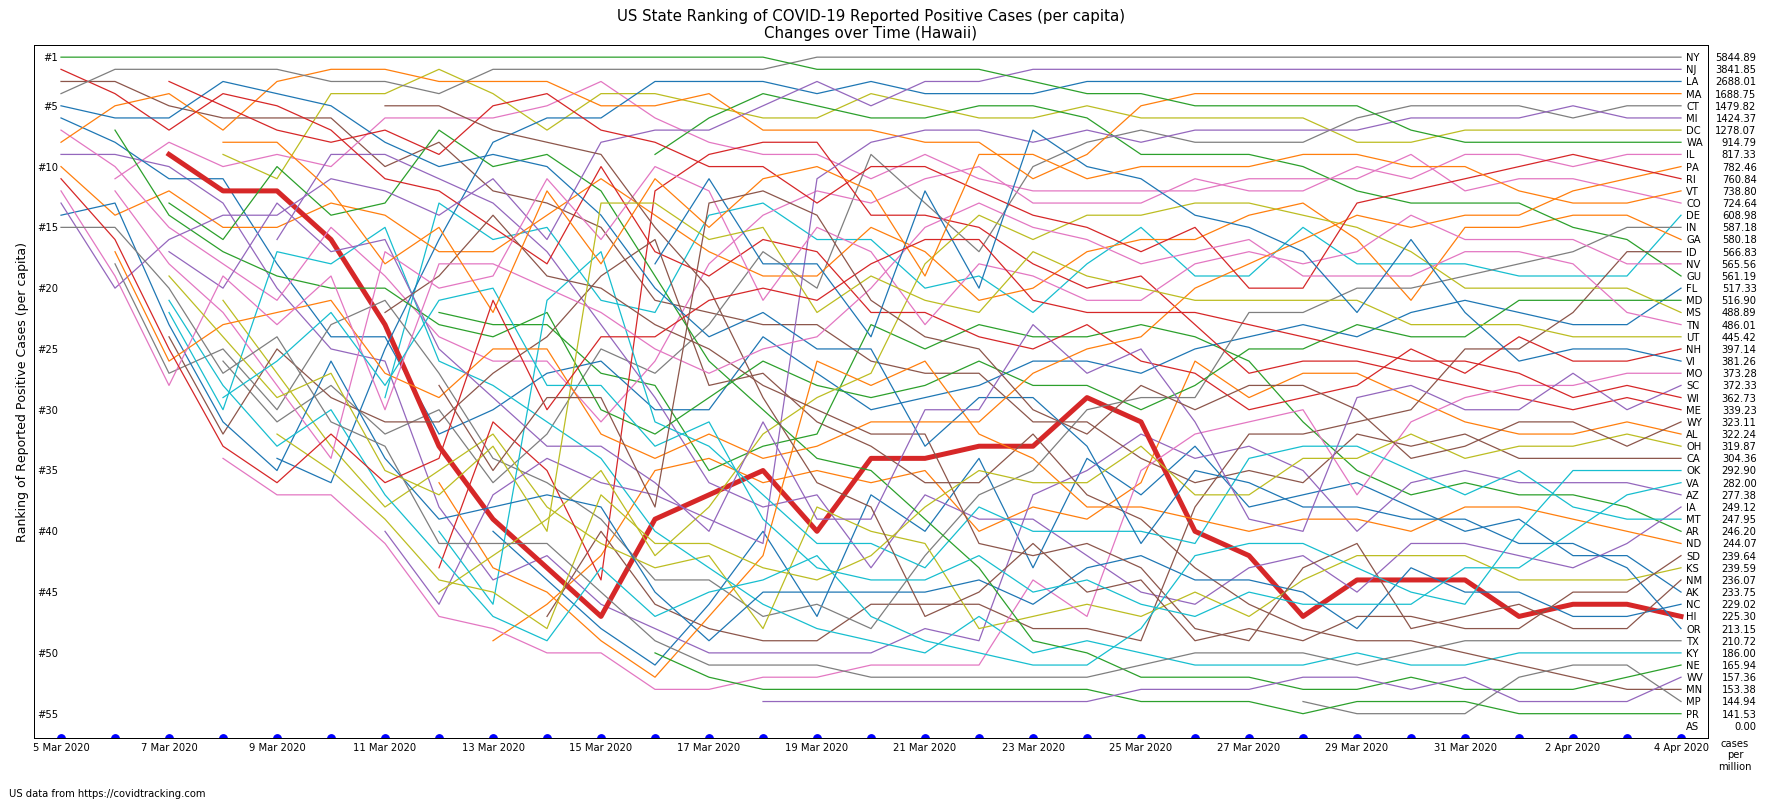 US State Ranking of COVID-19 Reported Positive Cases (per capita)
Changes over Time (Hawaii)
Ranking of Reported Positive Cases (per capita)
#1
#5
#10
#15
#20
#25
#30
#35
#40
#45
#50
#55
NY 5844.89
NJ 3841.85
LA 2688.01
MA 1688.75
CT 1479.82
MI 1424.37
DC 1278.07
WA 914.79
IL 817.33
PA 782.46
RI 760.84
VT 738.80
CO 724.64
DE 608.98
IN 587.18
GA 580.18
ID 566.83
NV 565.56
GU 561.19
FL 517.33
MD 516.90
MS 488.89
TN 486.01
UT 445.42
NH 397.14
VI 381.26
MO 373.28
SC 372.33
WI 362.73
ME 339.23
WY 323.11
AL 322.24
OH 319.87
CA 304.36
OK 292.90
VA 282.00
AZ 277.38
IA 249.12
MT 247.95
AR 246.20
ND 244.07
SD 239.64
KS 239.59
NM 236.07
AK 233.75
NC 229.02
HI 225.30
OR 213.15
TX 210.72
KY 186.00
NE 165.94
WV 157.36
MN 153.38
MP 144.94
PR 141.53
AS 0.00
5 Mar 2020 7 Mar 2020 9 Mar 2020 11 Mar 2020 13 Mar 2020 15 Mar 2020 17 Mar 2020 19 Mar 2020 21 Mar 2020 23 Mar 2020 25 Mar 2020 27 Mar 2020 29 Mar 2020 31 Mar 2020 2 Apr 2020 4 Apr 2020
cases
per
million
US data from https://covidtracking.com